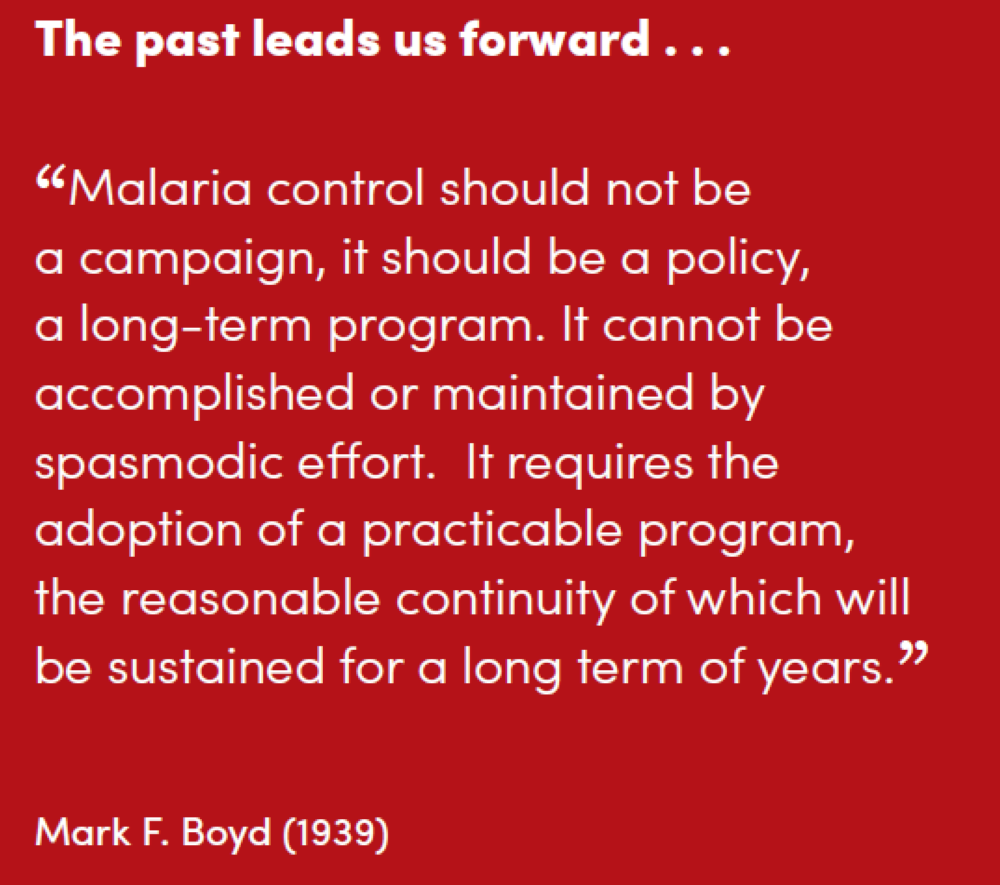 The past leads us forward . . .
“Malaria control should not be
a campaign, it should be a policy,
a long-term program. It cannot be
accomplished or maintained by
spasmodic effort.  It requires the
adoption of a practicable program,
the reasonable continuity of which will
be sustained for a long term of years.”
Mark F. Boyd (1939)